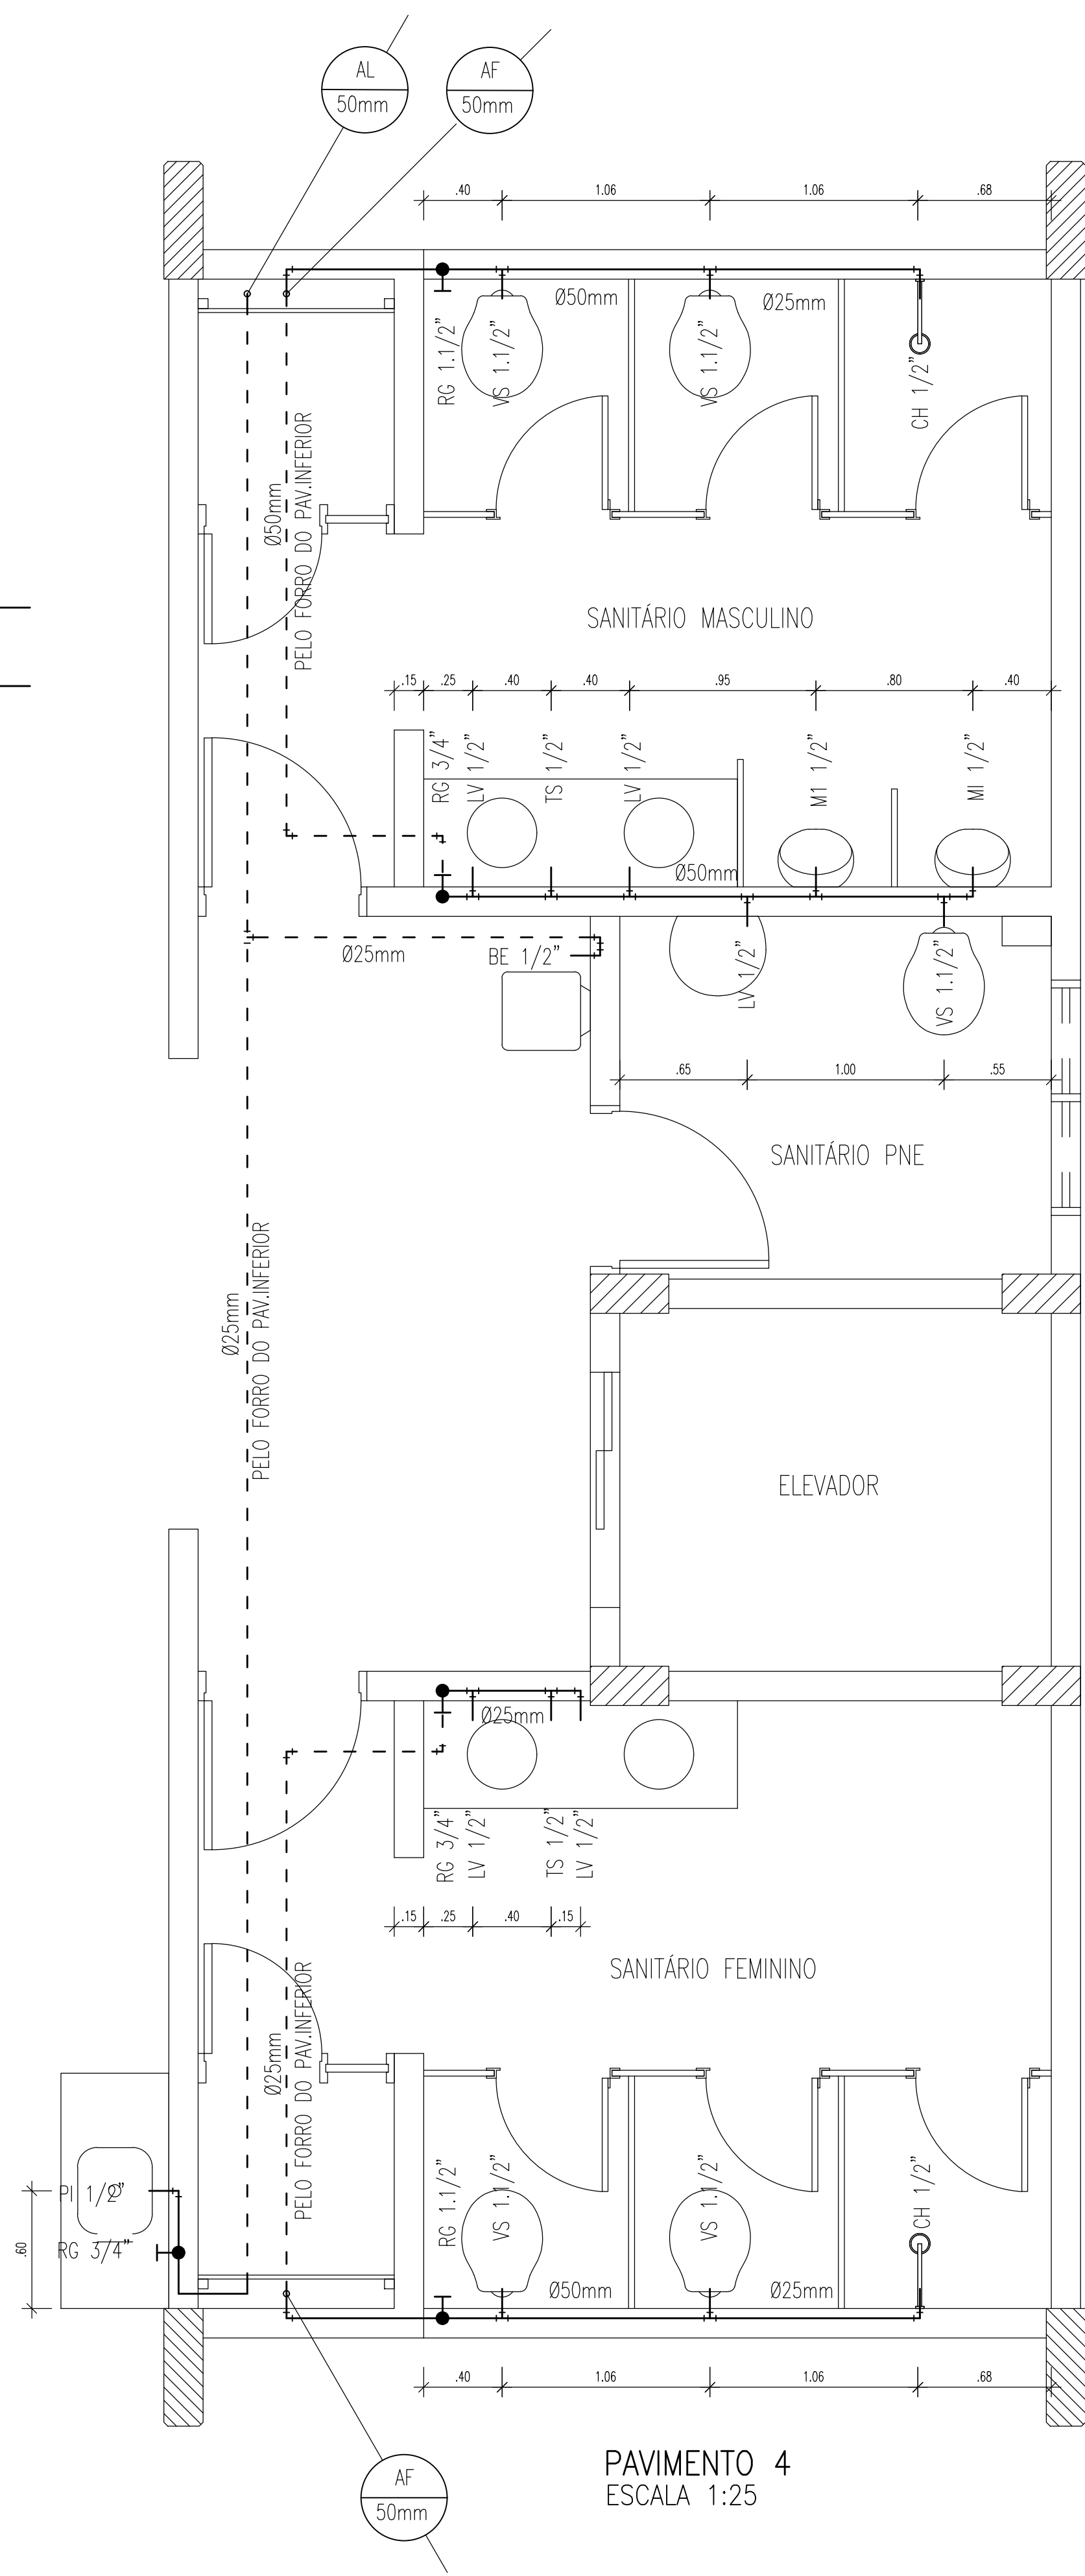 AL
50mm
AF
50mm
.40
1.06
1.06
.68
Ø50mm
Ø25mm
RG 1.1/2"
VS 1.1/2"
VS 1.1/2"
CH 1/2"
Ø50mm
PELO FORRO DO PAV.INFERIOR
SANITÁRIO MASCULINO
.15
.25
.40
.40
.95
.80
.40
RG 3/4"
LV 1/2"
TS 1/2"
LV 1/2"
M1 1/2"
MI 1/2"
Ø50mm
Ø25mm
BE 1/2"
LV 1/2"
VS 1.1/2"
.65
1.00
.55
SANITÁRIO PNE
Ø25mm
PELO FORRO DO PAV.INFERIOR
ELEVADOR
Ø25mm
RG 3/4"
LV 1/2"
TS 1/2"
LV 1/2"
.15
.25
.40
.15
SANITÁRIO FEMININO
Ø25mm
PELO FORRO DO PAV.INFERIOR
RG 1.1/2"
VS 1.1/2"
VS 1.1/2"
CH 1/2"
PI 1/2"
RG 3/4"
.60
Ø50mm
Ø25mm
.40
1.06
1.06
.68
AF
50mm
PAVIMENTO 4
ESCALA 1:25